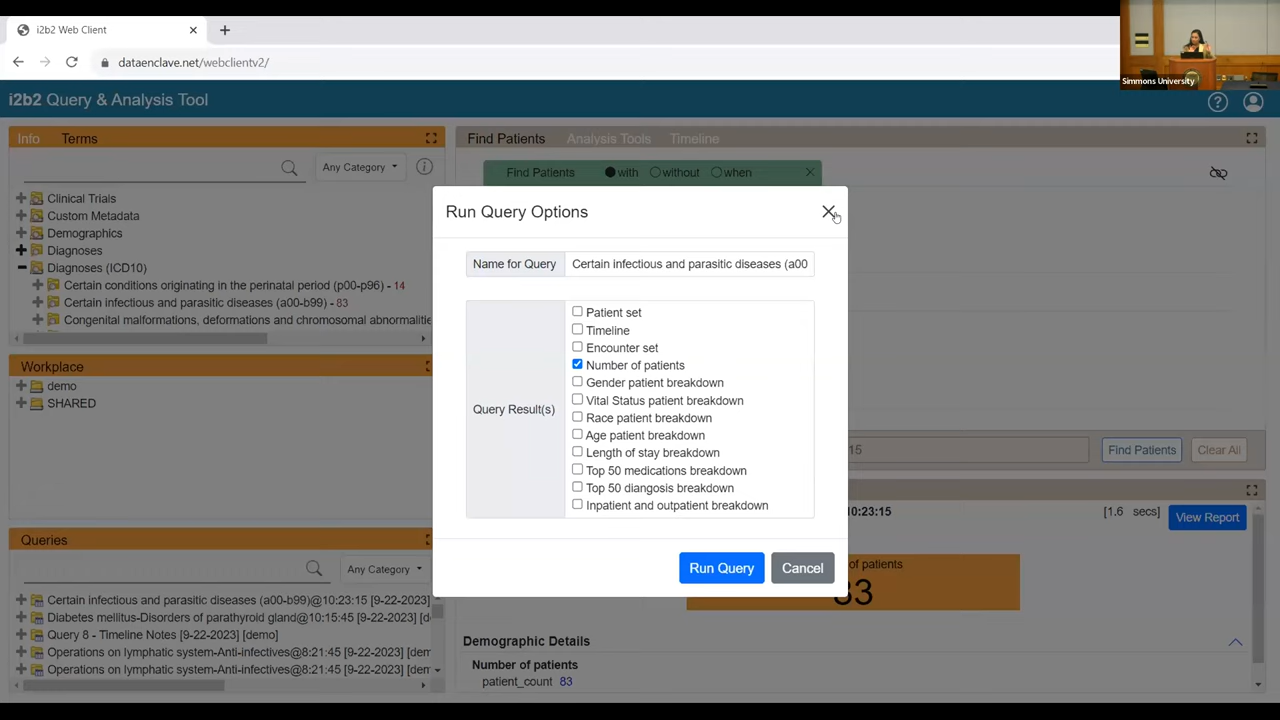 i2b2 Web Client
dataenclave.net/webclientv2/
Simmons University
i2b2 Query & Analysis Tool
Info Terms
Any Category
Clinical Trials
Custom Metadata
Demographics
Diagnoses
Diagnoses (ICD10)
Certain conditions originating in the perinatal period (p00-p96) - 14
Certain infectious and parasitic diseases (a00-b99) - 83
Congenital malformations, deformations and chromosomal abnormalitie
Workplace
demo
SHARED
Queries
Any Category
Certain infectious and parasitic diseases (a00-b99)@10:23:15 [9-22-2023]
Diabetes mellitus-Disorders of parathyroid gland@10:15:45 [9-22-2023]
Query 8 - Timeline Notes [9-22-2023] [demo]
Operations on lymphatic system-Anti-infectives@8:21:45 [9-22-2023] [dem
Operations on lymphatic system-Anti-infectives@8:21:45 [9-22-2023] [dem
Find Patients Analysis Tools Timeline
Find Patients with without when
Run Query Options
Name for Query Certain infectious and parasitic diseases (a00
Query Result(s)
Patient set
Timeline
Encounter set
Number of patients
Gender patient breakdown
Vital Status patient breakdown
Race patient breakdown
Age patient breakdown
Length of stay breakdown
Top 50 medications breakdown
Top 50 diangosis breakdown
Inpatient and outpatient breakdown
Run Query Cancel
15 Find Patients Clear All
10:23:15 [1.6 secs] View Report
of patients
83
Demographic Details
Number of patients
patient_count 83